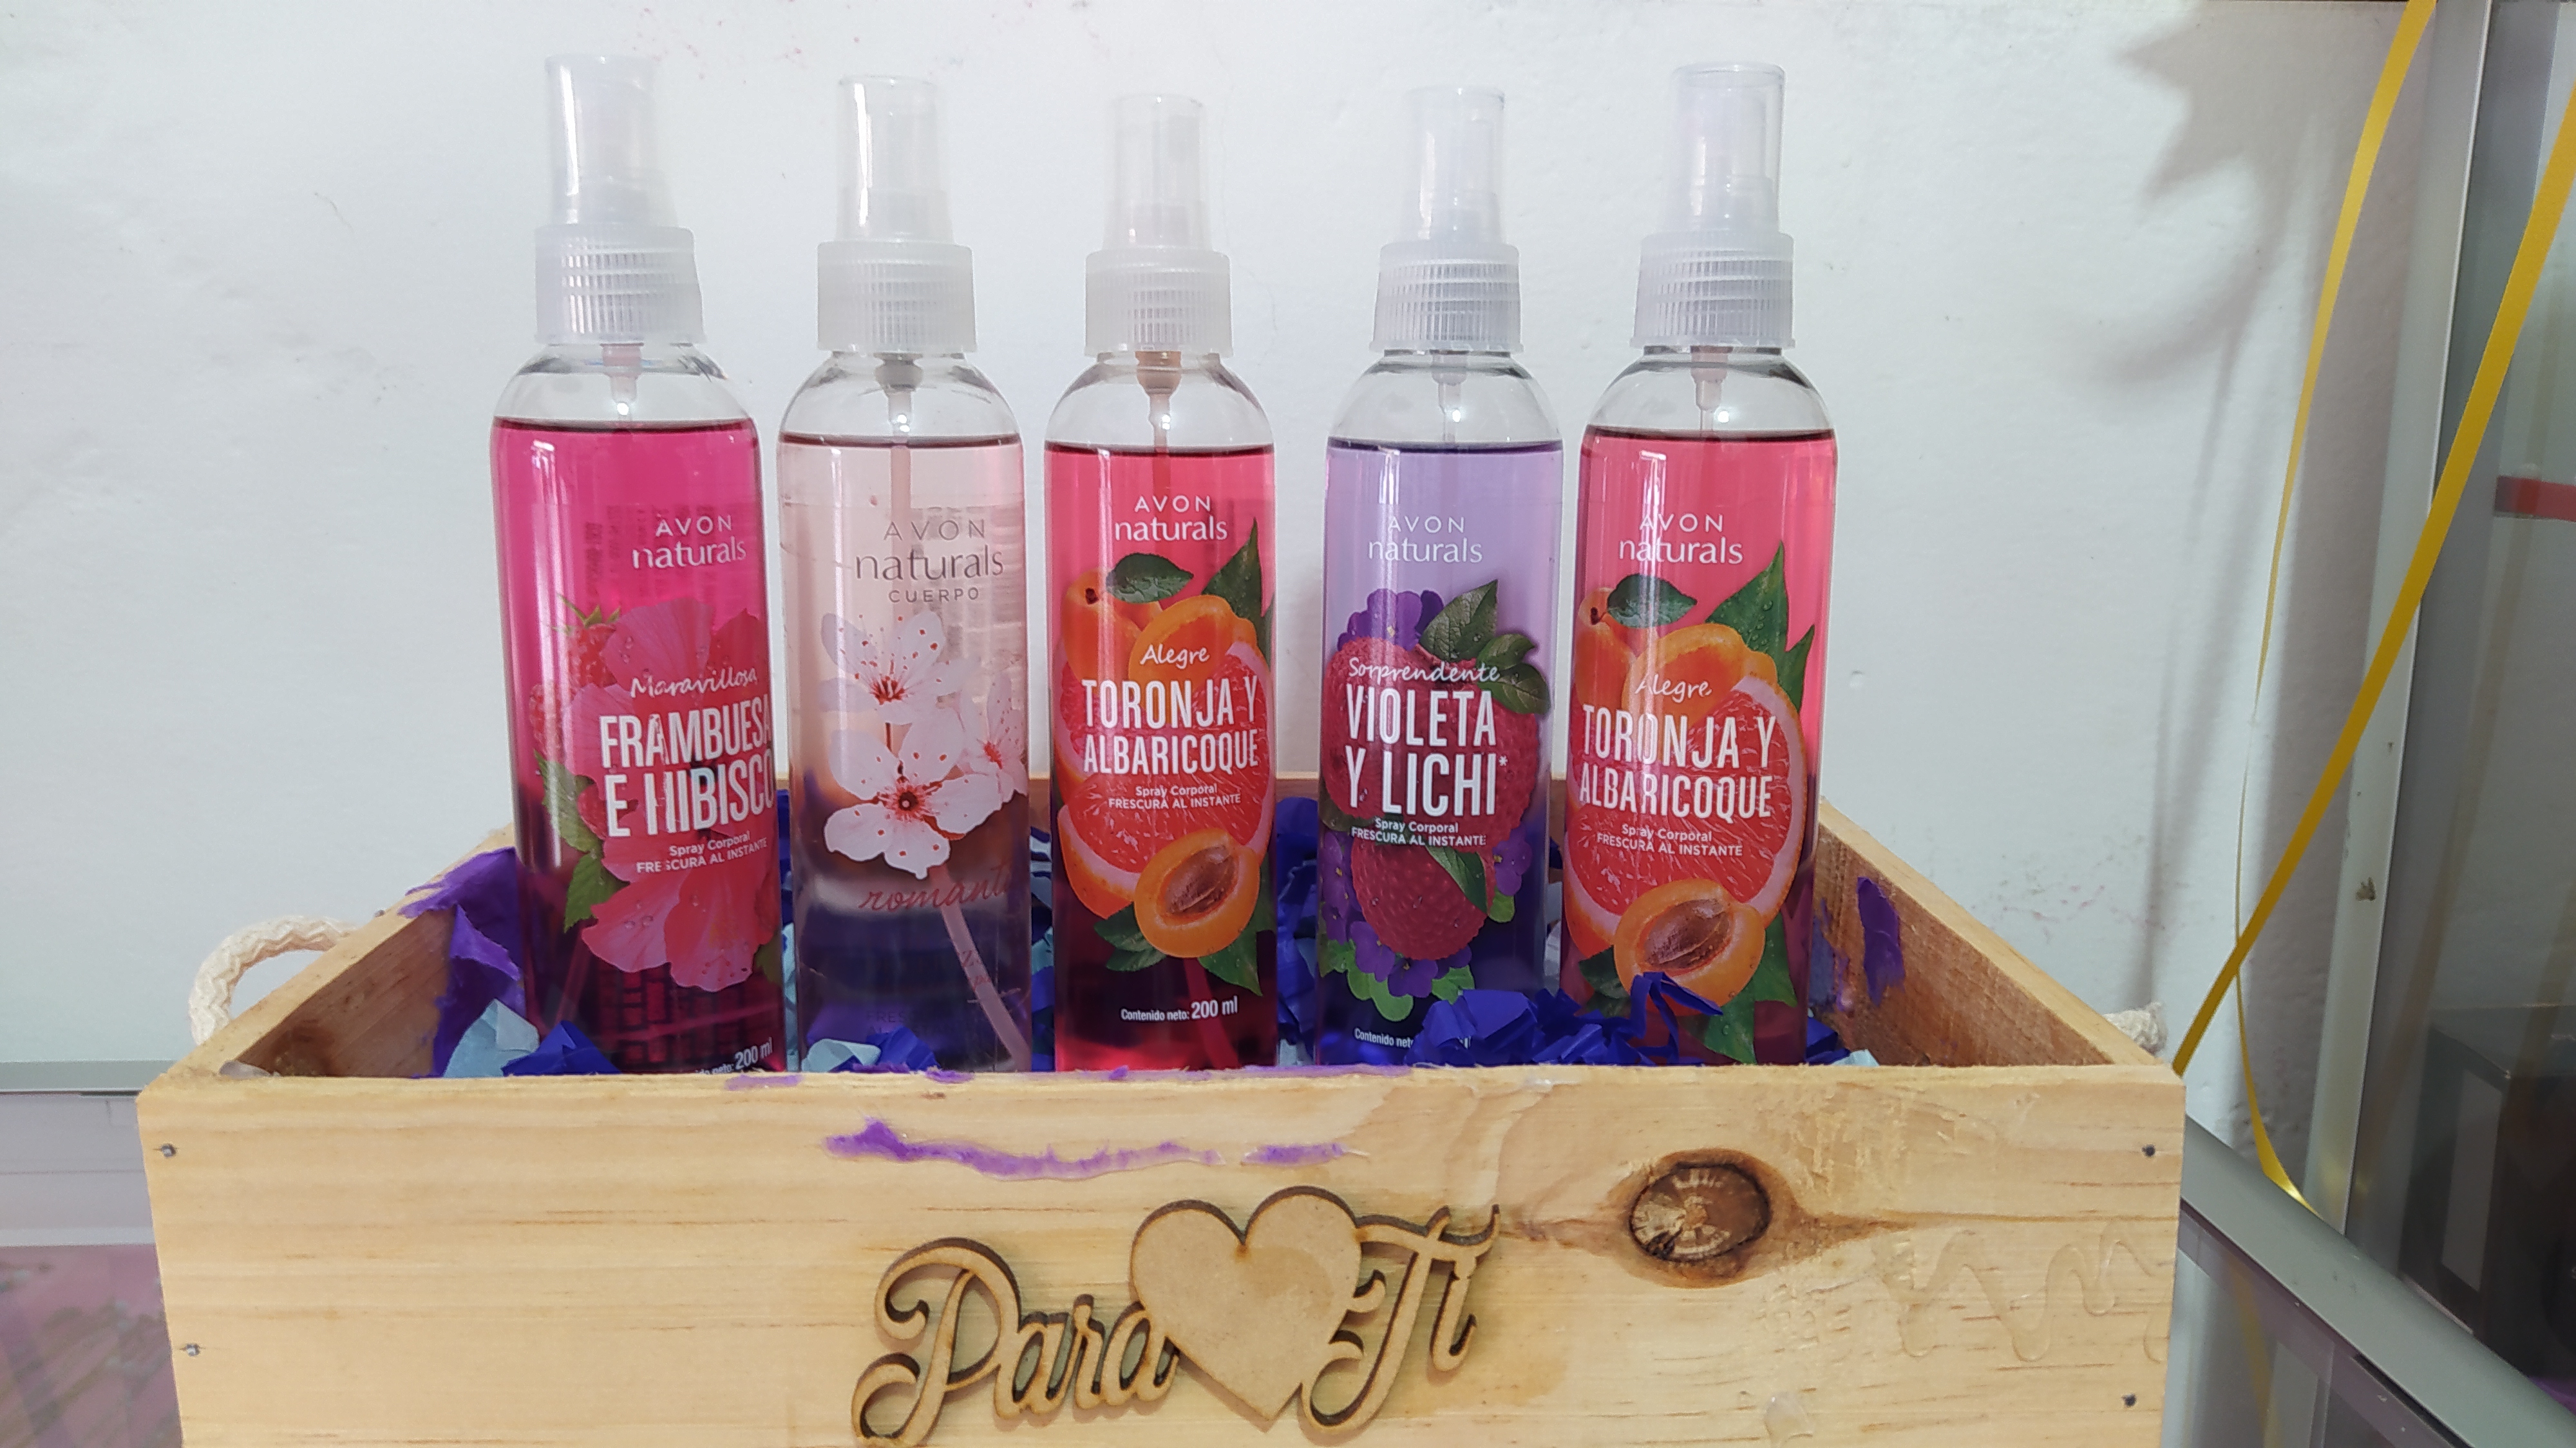 AVON
naturals
Maravillosa
FRAMBUESA
E HIBISCO
Spray Corporal
FRESCURA AL INSTANTE
200 ml
AVON
naturals
CUERPO
AVON
naturals
Alegre
TORONJA Y
ALBARICOQUE
Spray Corporal
FRESCURA AL INSTANTE
Contenido neto: 200 ml
AVON
naturals
Sorprendente
VIOLETA
Y LICHI*
Spray Corporal
FRESCURA AL INSTANTE
Contenido
AVON
naturals
Alegre
TORONJA Y
ALBARICOQUE
Spray Corporal
FRESCURA AL INSTANTE
Para Ti